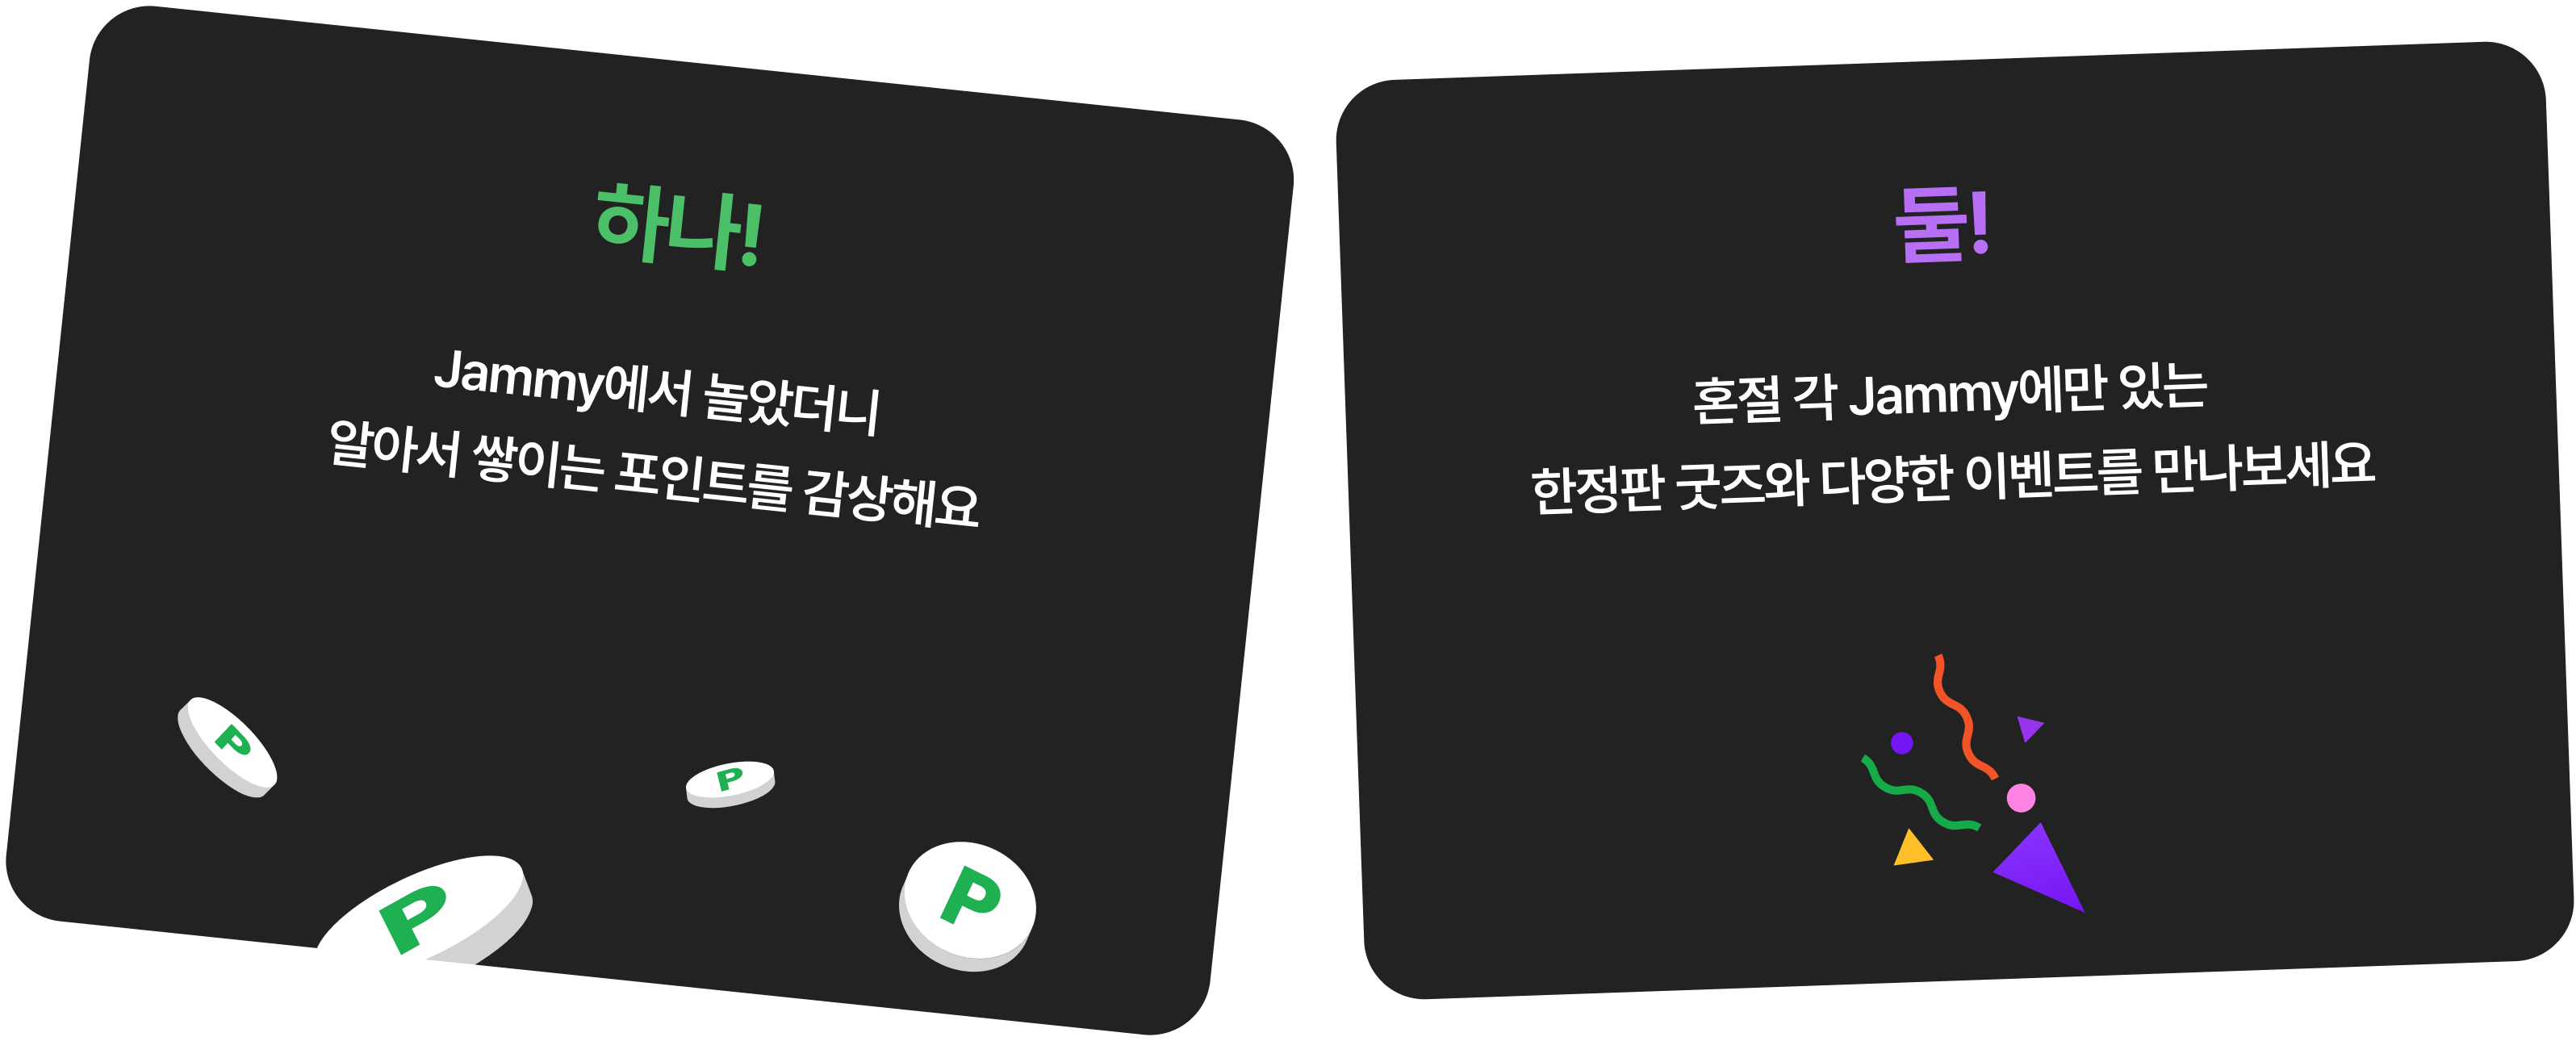 하나!
Jammy에서 놀았더니
알아서 쌓이는 포인트를 감상해요
P
P
P
P
둘!
혼절 각 Jammy에만 있는
한정판 굿즈와 다양한 이벤트를 만나보세요